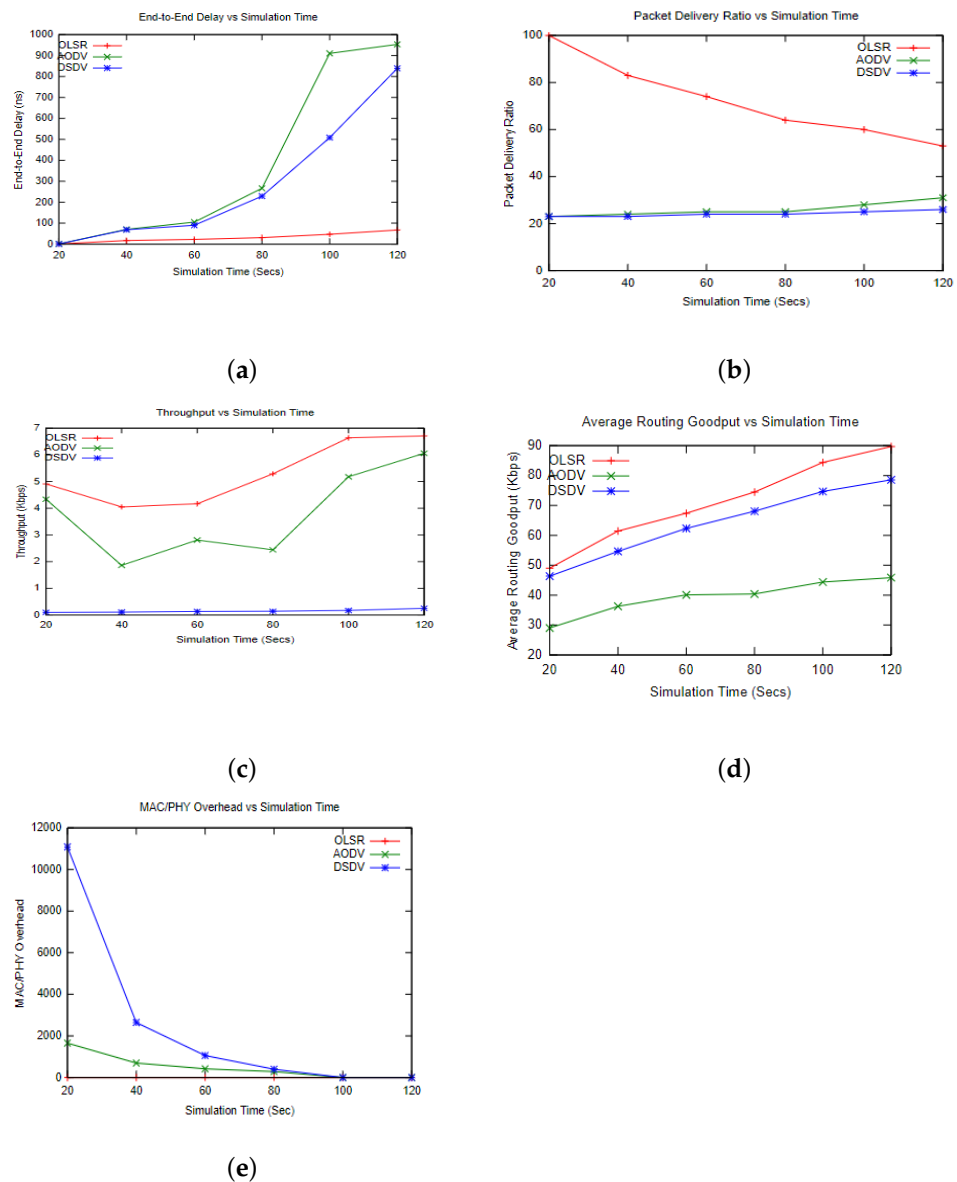 End-to-End Delay vs Simulation Time
1000
900
800
700
600
500
400
300
200
100
0
OLSR
AODV
DSDV
End-to-End Delay (ns)
20 40 60 80 100 120
Simulation Time (Secs)
(a)
Packet Delivery Ratio vs Simulation Time
100
80
60
40
20
0
OLSR
AODV
DSDV
Packet Delivery Ratio
20 40 60 80 100 120
Simulation Time (Secs)
(b)
Throughput vs Simulation Time
7
6
5
4
3
2
1
0
OLSR
AODV
DSDV
Throughput (Kbps)
20 40 60 80 100 120
Simulation Time (Secs)
(c)
Average Routing Goodput vs Simulation Time
90
80
70
60
50
40
30
20
OLSR
AODV
DSDV
Average Routing Goodput (Kbps)
20 40 60 80 100 120
Simulation Time (Secs)
(d)
MAC/PHY Overhead vs Simulation Time
12000
10000
8000
6000
4000
2000
0
OLSR
AODV
DSDV
MAC/PHY Overhead
20 40 60 80 100 120
Simulation Time (Sec)
(e)